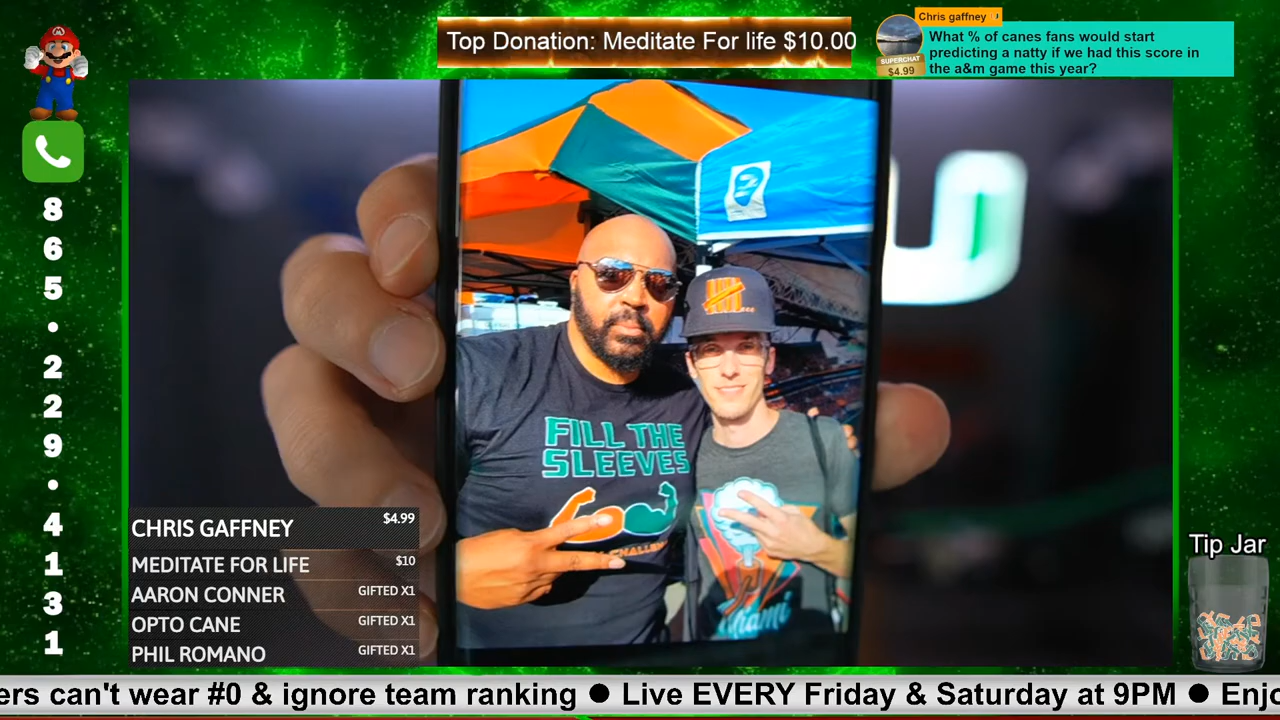 Top Donation: Meditate For life $10.00
Chris gaffney
What % of canes fans would start
predicting a natty if we had this score in
the a&m game this year?
SUPERCHAT
$4.99
8
6
5
•
2
2
9
•
4
1
3
1
U
FILL THE
SLEEVES
CHRIS GAFFNEY $4.99
MEDITATE FOR LIFE $10
AARON CONNER GIFTED X1
OPTO CANE GIFTED X1
PHIL ROMANO GIFTED X1
Tip Jar
ers can't wear #0 & ignore team ranking ● Live EVERY Friday & Saturday at 9PM ● Enjo